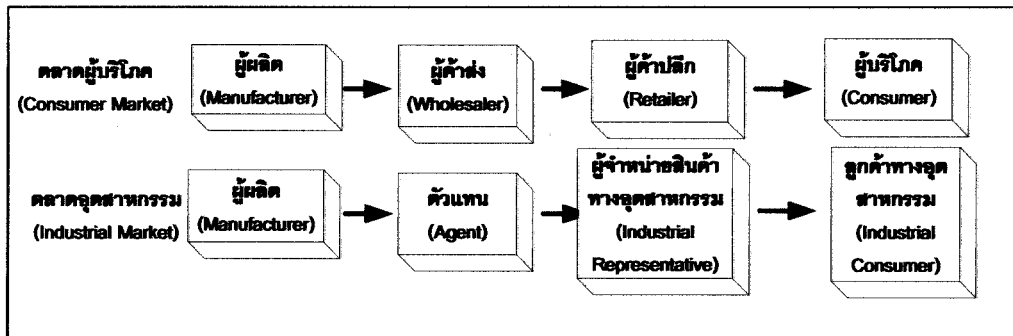 ตลาดผู้บริโภค
(Consumer Market)
ผู้ผลิต
(Manufacturer)
ผู้ค้าส่ง
(Wholesaler)
ผู้ค้าปลีก
(Retailer)
ผู้บริโภค
(Consumer)
ตลาดอุตสาหกรรม
(Industrial Market)
ผู้ผลิต
(Manufacturer)
ตัวแทน
(Agent)
ผู้จำหน่ายสินค้า
ทางอุตสาหกรรม
(Industrial
Representative)
ลูกค้าทางอุต
สาหกรรม
(Industrial
Consumer)